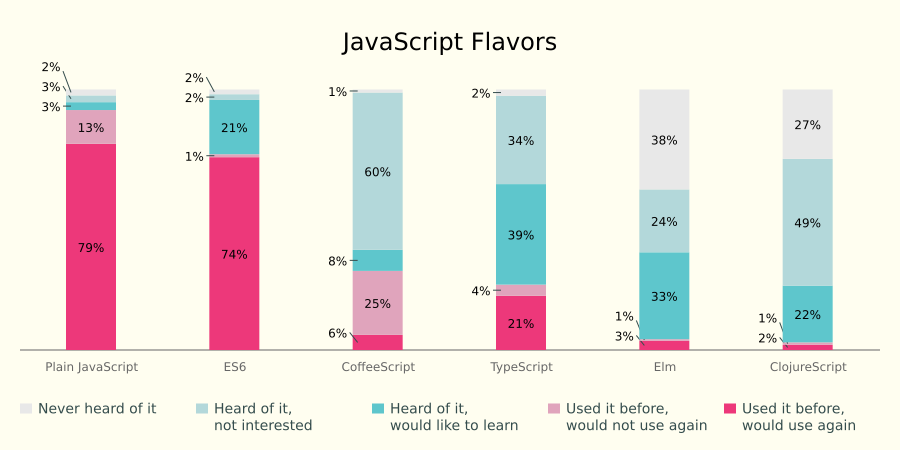 JavaScript Flavors
2%
3%
3%
13%
79%
2%
2%
21%
1%
74%
1%
60%
8%
25%
6%
2%
34%
39%
4%
21%
38%
24%
33%
1%
3%
27%
49%
22%
1%
2%
Plain JavaScript
ES6
CoffeeScript
TypeScript
Elm
ClojureScript
Never heard of it
Heard of it,
not interested
Heard of it,
would like to learn
Used it before,
would not use again
Used it before,
would use again